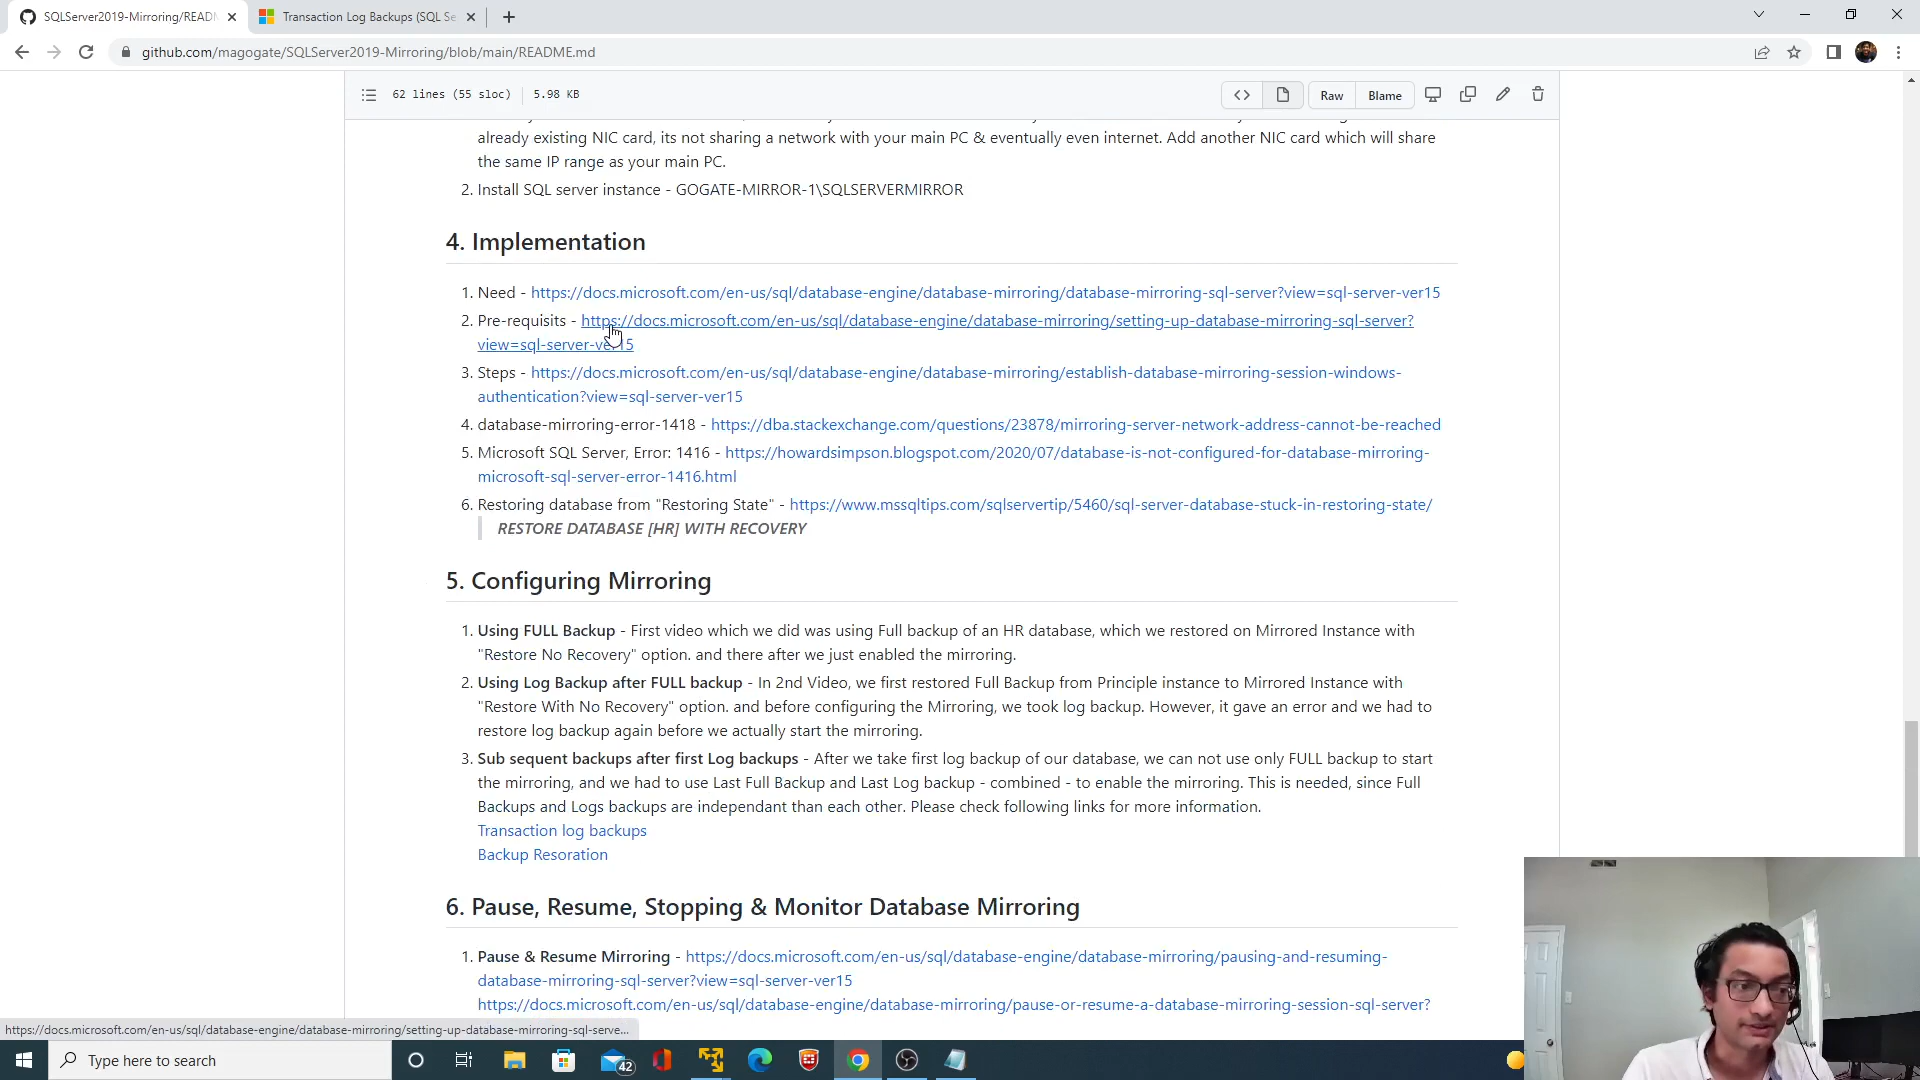 SQLServer2019-Mirroring/READM
Transaction Log Backups (SQL Se
github.com/magogate/SQLServer2019-Mirroring/blob/main/README.md
62 lines (55 sloc)
5.98 KB
Raw
Blame
already existing NIC card, its not sharing a network with your main PC & eventually even internet. Add another NIC card which will share
the same IP range as your main PC.
2. Install SQL server instance - GOGATE-MIRROR-1\SQLSERVERMIRROR
4. Implementation
1. Need - https://docs.microsoft.com/en-us/sql/database-engine/database-mirroring/database-mirroring-sql-server?view=sql-server-ver15
2. Pre-requisits - https://docs.microsoft.com/en-us/sql/database-engine/database-mirroring/setting-up-database-mirroring-sql-server?
view=sql-server-ver15
3. Steps - https://docs.microsoft.com/en-us/sql/database-engine/database-mirroring/establish-database-mirroring-session-windows-
authentication?view=sql-server-ver15
4. database-mirroring-error-1418 - https://dba.stackexchange.com/questions/23878/mirroring-server-network-address-cannot-be-reached
5. Microsoft SQL Server, Error: 1416 - https://howardsimpson.blogspot.com/2020/07/database-is-not-configured-for-database-mirroring-
microsoft-sql-server-error-1416.html
6. Restoring database from "Restoring State" - https://www.mssqltips.com/sqlservertip/5460/sql-server-database-stuck-in-restoring-state/
RESTORE DATABASE [HR] WITH RECOVERY
5. Configuring Mirroring
1. Using FULL Backup - First video which we did was using Full backup of an HR database, which we restored on Mirrored Instance with
"Restore No Recovery" option. and there after we just enabled the mirroring.
2. Using Log Backup after FULL backup - In 2nd Video, we first restored Full Backup from Principle instance to Mirrored Instance with
"Restore With No Recovery" option. and before configuring the Mirroring, we took log backup. However, it gave an error and we had to
restore log backup again before we actually start the mirroring.
3. Sub sequent backups after first Log backups - After we take first log backup of our database, we can not use only FULL backup to start
the mirroring, and we had to use Last Full Backup and Last Log backup - combined - to enable the mirroring. This is needed, since Full
Backups and Logs backups are independant than each other. Please check following links for more information.
Transaction log backups
Backup Resoration
6. Pause, Resume, Stopping & Monitor Database Mirroring
1. Pause & Resume Mirroring - https://docs.microsoft.com/en-us/sql/database-engine/database-mirroring/pausing-and-resuming-
database-mirroring-sql-server?view=sql-server-ver15
https://docs.microsoft.com/en-us/sql/database-engine/database-mirroring/pause-or-resume-a-database-mirroring-session-sql-server?
https://docs.microsoft.com/en-us/sql/database-engine/database-mirroring/setting-up-database-mirroring-sql-serve...
Type here to search
42